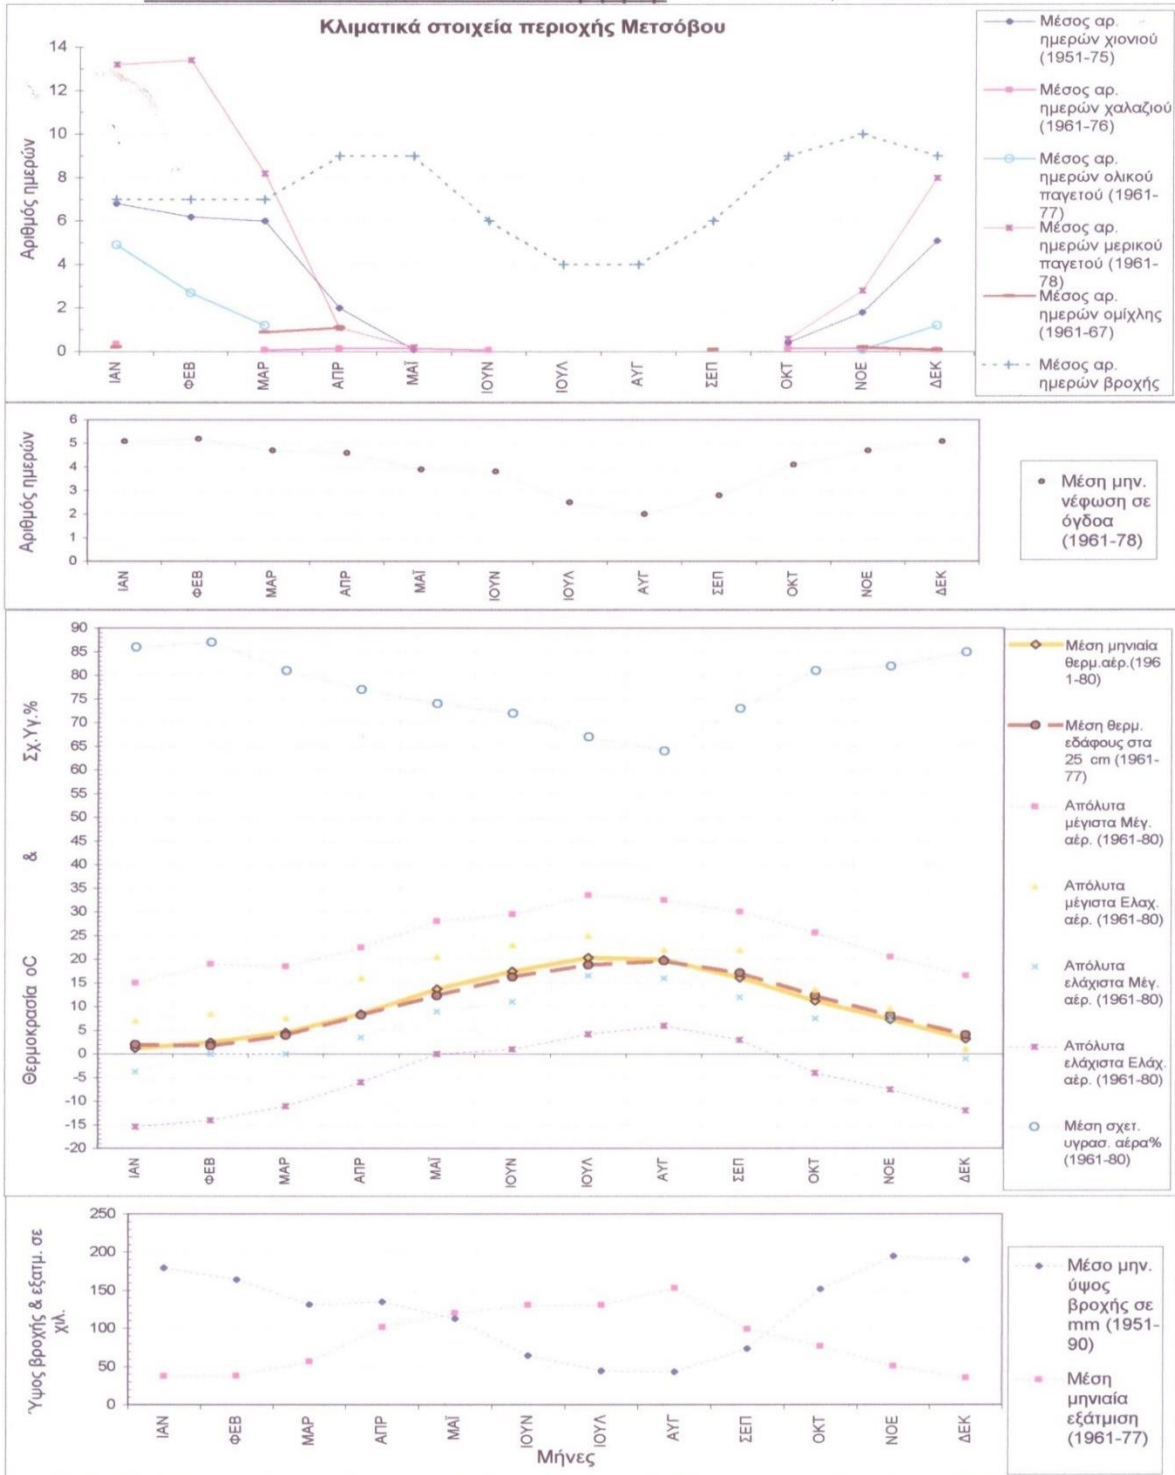 Κλιματικά στοιχεία περιοχής Μετσόβου
Αριθμός ημερών
14
12
10
8
6
4
2
0
ΙΑΝ
ΦΕΒ
ΜΑΡ
ΑΠΡ
ΜΑΪ
ΙΟΥΝ
ΙΟΥΛ
ΑΥΓ
ΣΕΠ
ΟΚΤ
ΝΟΕ
ΔΕΚ
Μέσος αρ.
ημερών χιονιού
(1951-75)
Μέσος αρ.
ημερών χαλαζιού
(1961-76)
Μέσος αρ.
ημερών ολικού
παγετού (1961-
77)
Μέσος αρ.
ημερών μερικού
παγετού (1961-
78)
Μέσος αρ.
ημερών ομίχλης
(1961-67)
Μέσος αρ.
ημερών βροχής
Αριθμός ημερών
6
5
4
3
2
1
0
ΙΑΝ
ΦΕΒ
ΜΑΡ
ΑΠΡ
ΜΑΪ
ΙΟΥΝ
ΙΟΥΛ
ΑΥΓ
ΣΕΠ
ΟΚΤ
ΝΟΕ
ΔΕΚ
Μέση μην.
νέφωση σε
όγδοα
(1961-78)
Θερμοκρασία οC & Σχ.Υγ.%
90
85
80
75
70
65
60
55
50
45
40
35
30
25
20
15
10
5
0
-5
-10
-15
-20
ΙΑΝ
ΦΕΒ
ΜΑΡ
ΑΠΡ
ΜΑΪ
ΙΟΥΝ
ΙΟΥΛ
ΑΥΓ
ΣΕΠ
ΟΚΤ
ΝΟΕ
ΔΕΚ
Μέση μηνιαία
θερμ.αέρ.(196
1-80)
Μέση θερμ.
εδάφους στα
25 cm (1961-
77)
Απόλυτα
μέγιστα Μέγ.
αέρ. (1961-80)
Απόλυτα
μέγιστα Ελαχ.
αέρ. (1961-80)
Απόλυτα
ελάχιστα Μέγ.
αέρ. (1961-80)
Απόλυτα
ελάχιστα Ελάχ.
αέρ. (1961-80)
Μέση σχετ.
υγρασ. αέρα%
(1961-80)
Ύψος βροχής & εξατμ. σε
χιλ.
250
200
150
100
50
0
ΙΑΝ
ΦΕΒ
ΜΑΡ
ΑΠΡ
ΜΑΪ
ΙΟΥΝ
ΙΟΥΛ
ΑΥΓ
ΣΕΠ
ΟΚΤ
ΝΟΕ
ΔΕΚ
Μήνες
Μέσο μην.
ύψος
βροχής σε
mm (1951-
90)
Μέση
μηνιαία
εξάτμιση
(1961-77)